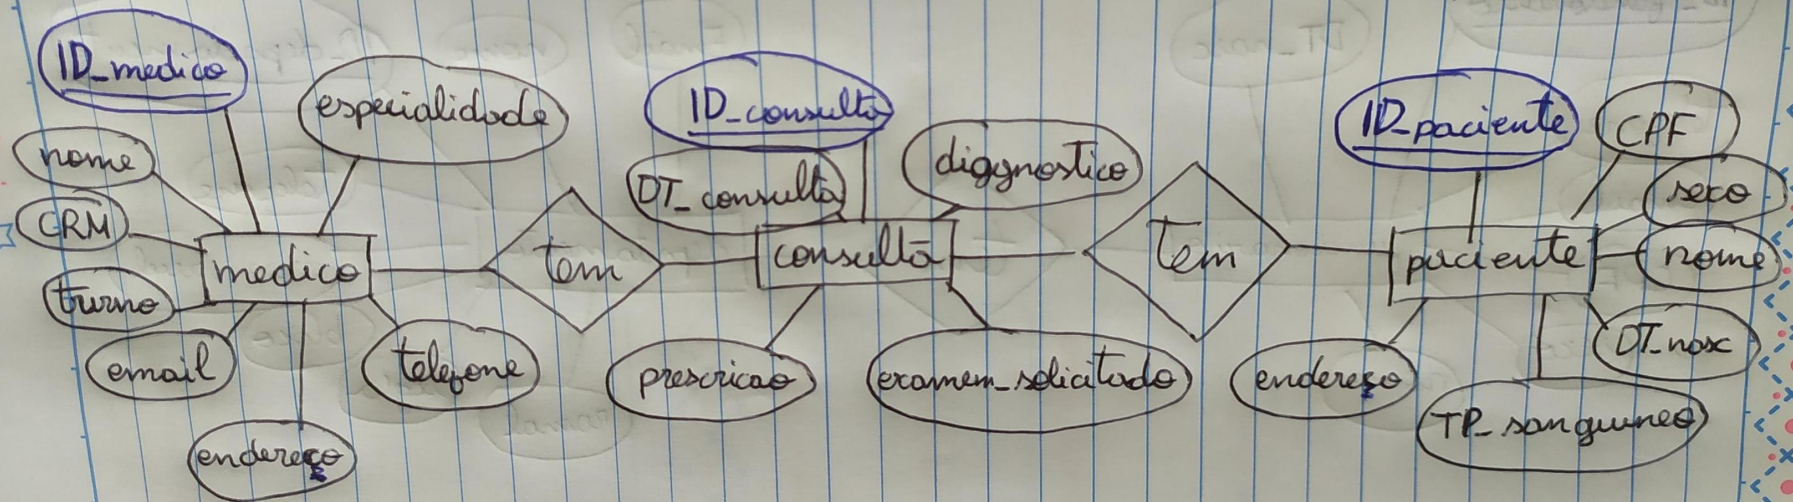 ID_medico
especialidade
nome
CRM
turno
email
endereço
telefone
medico
tem
ID_consulta
DT_consulta
diagnostico
consulta
prescricao
examem_solicitado
tem
ID_paciente
CPF
sexo
nome
paciente
DT_nasc
endereço
TP_sanguineo